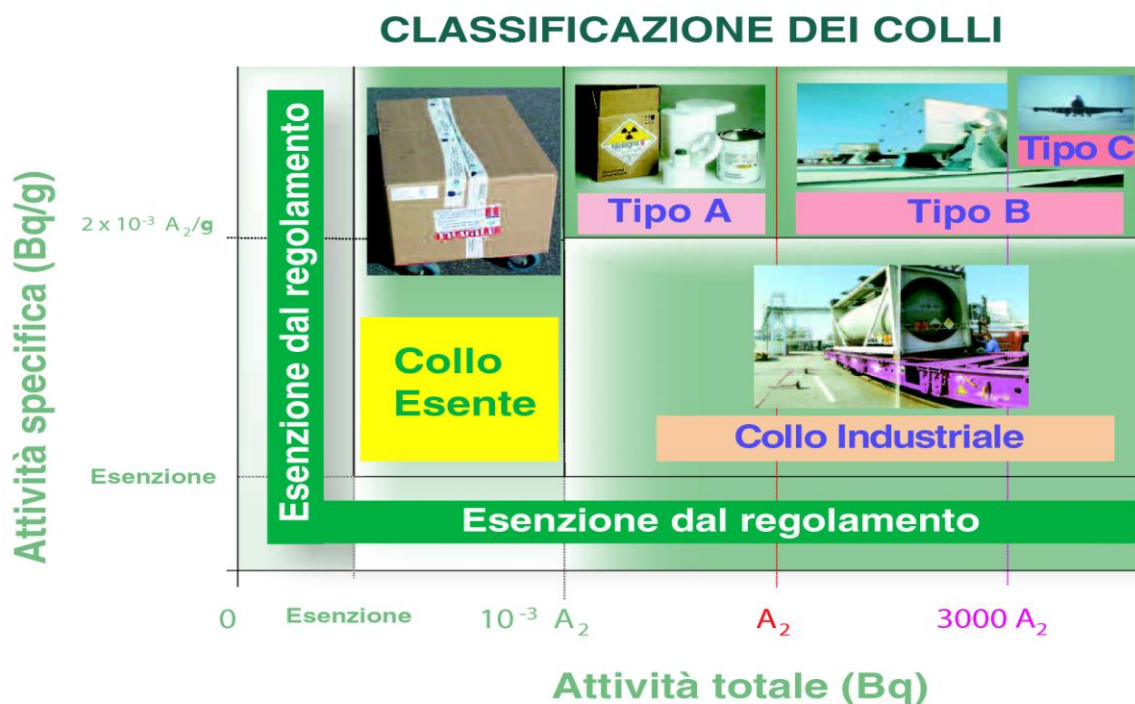 CLASSIFICAZIONE DEI COLLI
Attività specifica (Bq/g)
2 x 10⁻³ A₂/g
Esenzione
Esenzione dal regolamento
Collo
Esente
Tipo A
Tipo B
Tipo C
Collo Industriale
Esenzione dal regolamento
0
Esenzione
10⁻³ A₂
A₂
3000 A₂
Attività totale (Bq)